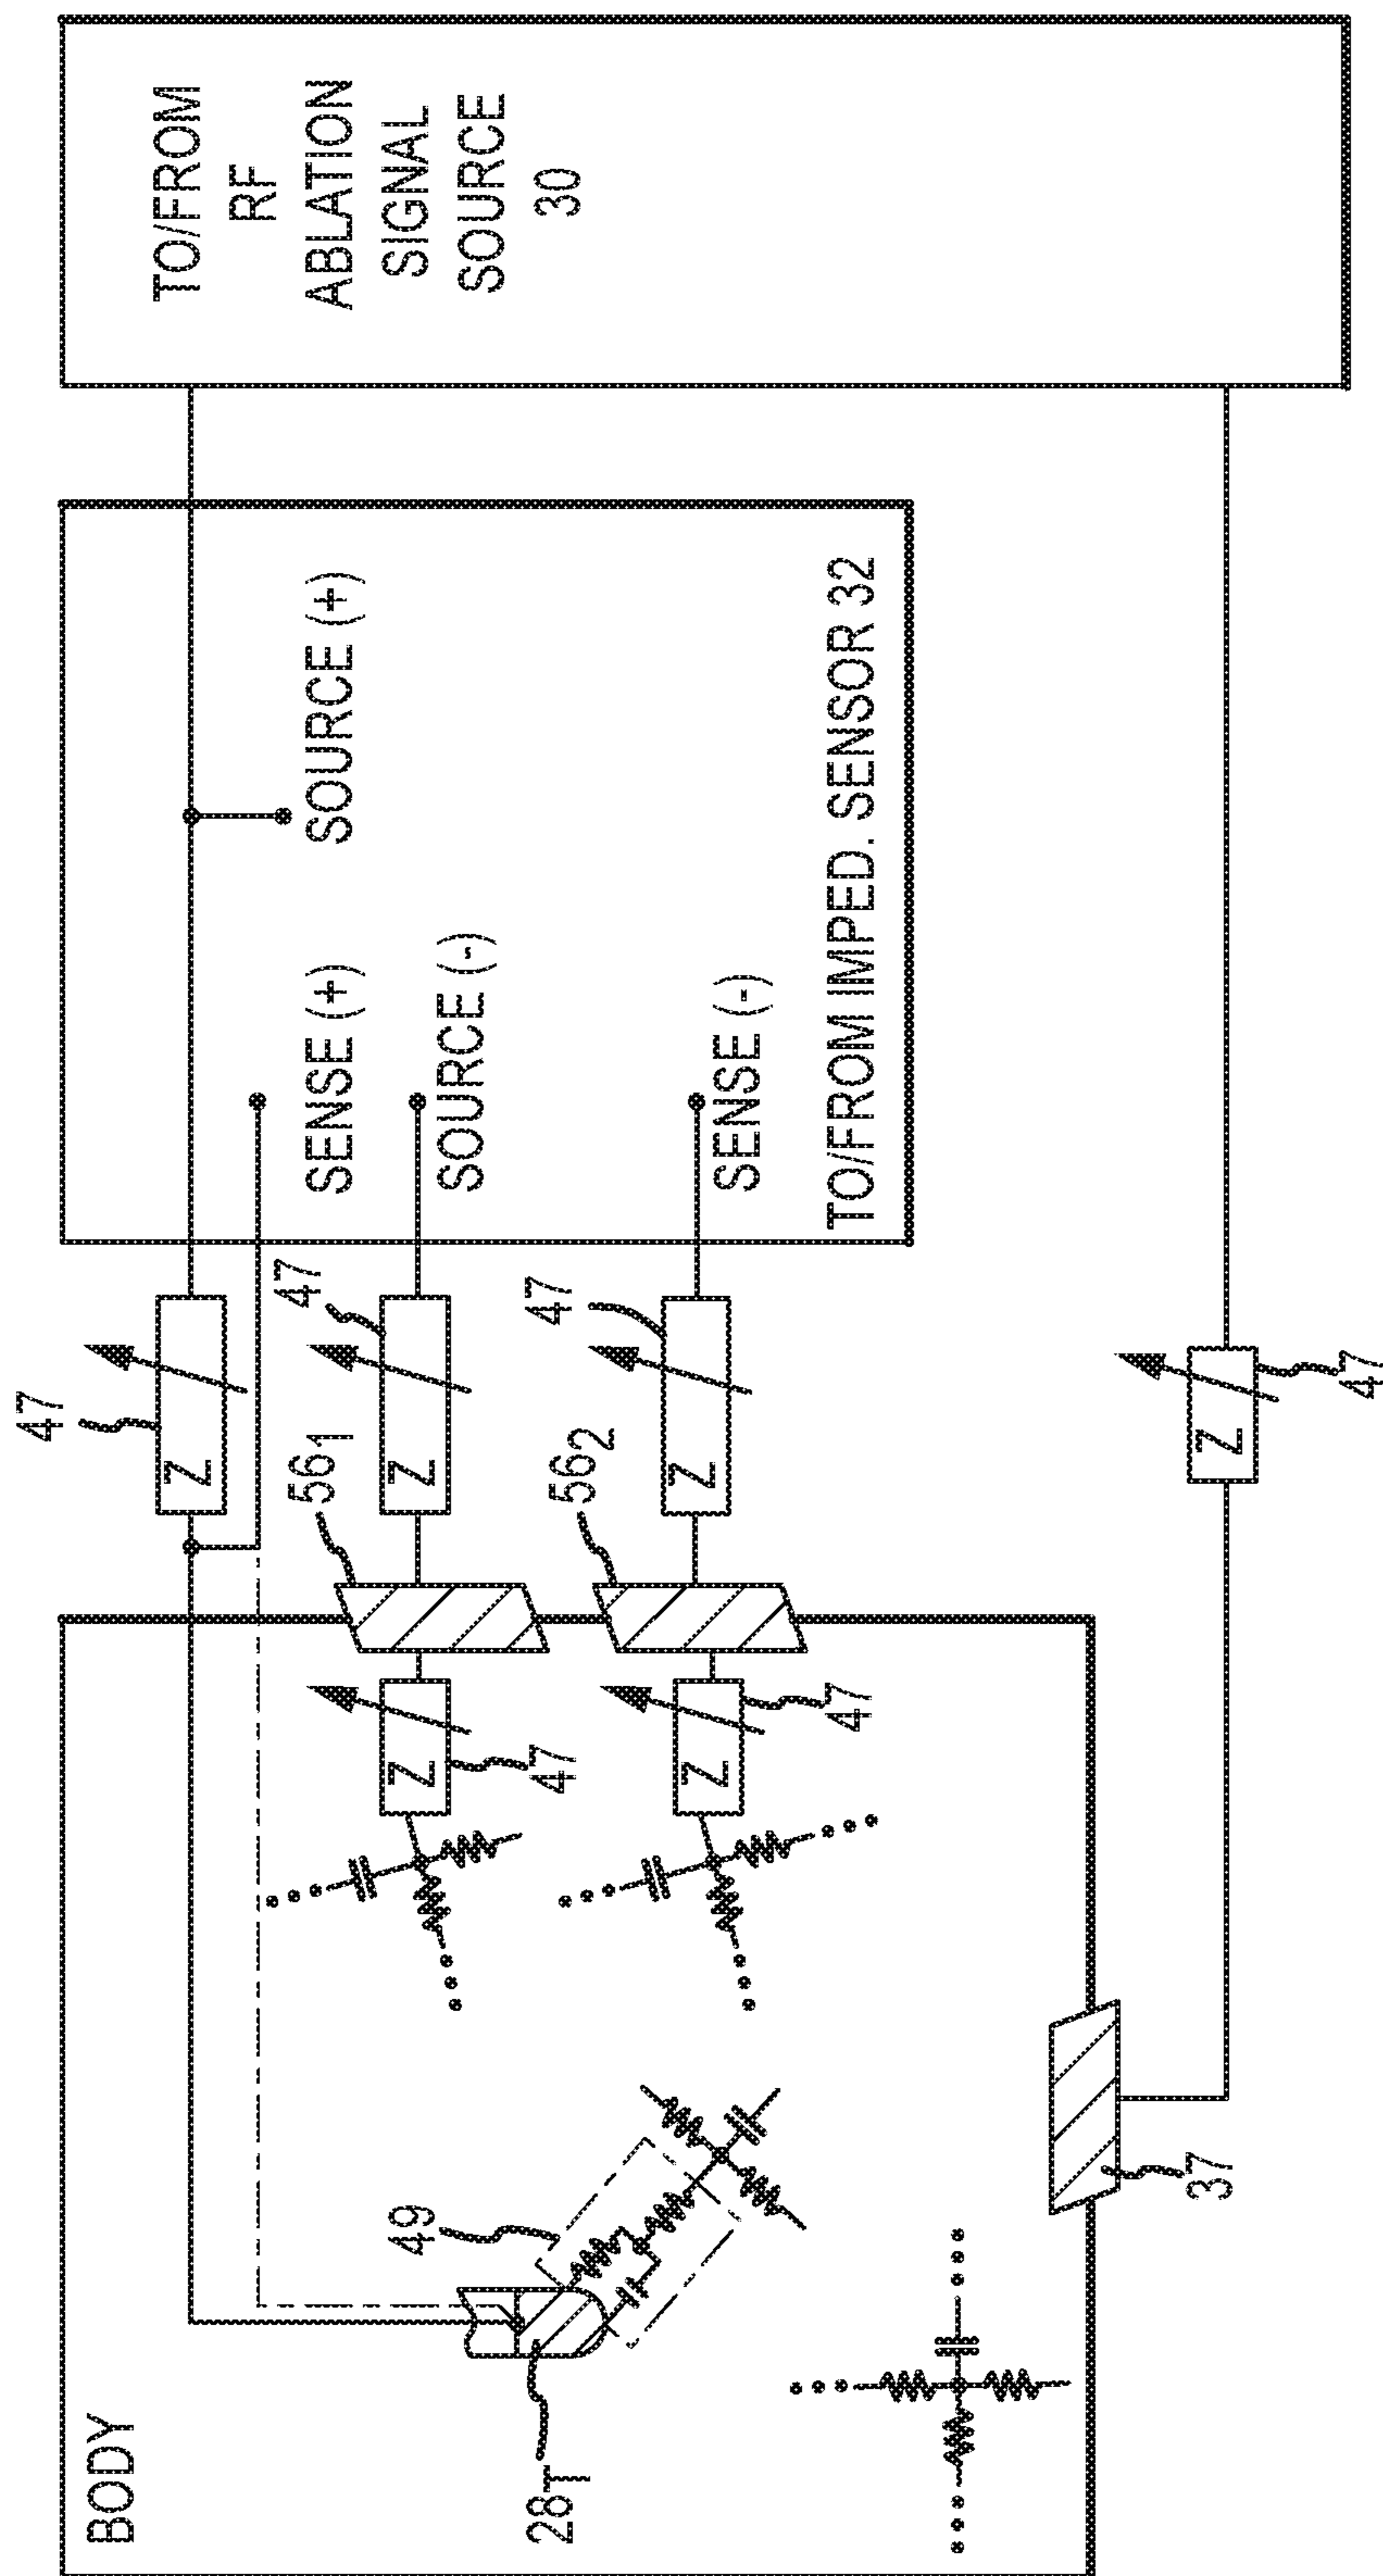 BODY
28T
49
37
47
47
561
562
47
47
47
47
Z
Z
Z
Z
Z
Z
SENSE (+)
SOURCE (-)
SENSE (-)
SOURCE (+)
TO/FROM IMPED. SENSOR 32
TO/FROM
RF
ABLATION
SIGNAL
SOURCE
30